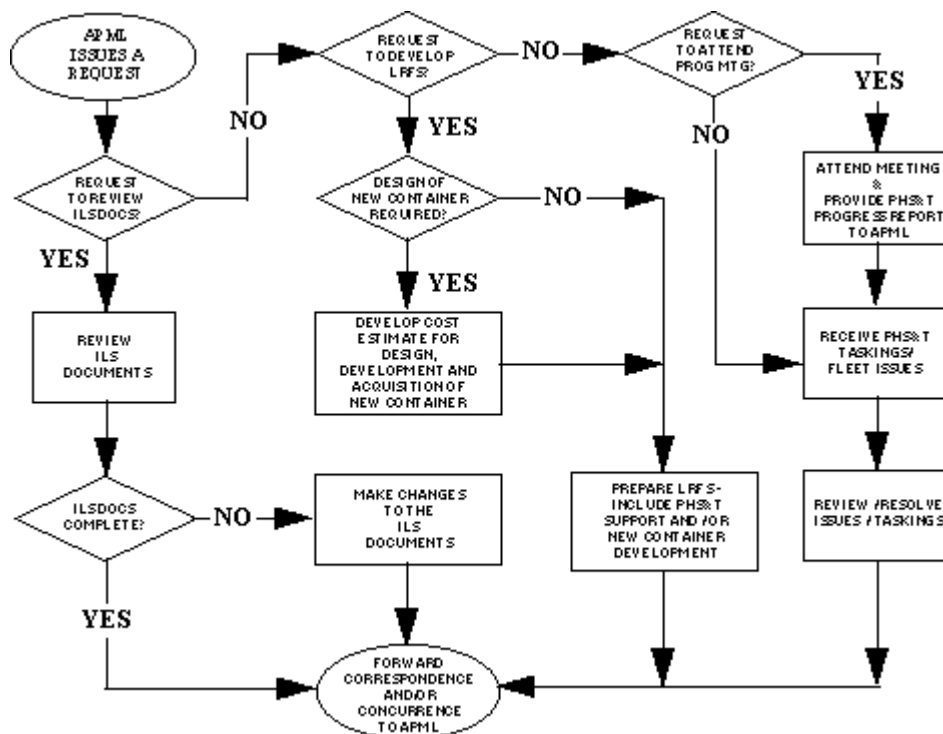 APML
ISSUES A
REQUEST
REQUEST
TO DEVELOP
LRFS?
NO
REQUEST
TO ATTEND
PROG MTG?
YES
NO
YES
NO
REQUEST
TO REVIEW
ILS DOCS?
DESIGN OF
NEW CONTAINER
REQUIRED?
NO
ATTEND MEETING
&
PROVIDE PHS&T
PROGRESS REPORT
TO APML
YES
YES
REVIEW
ILS
DOCUMENTS
DEVELOP COST
ESTIMATE FOR
DESIGN,
DEVELOPMENT AND
ACQUISITION OF
NEW CONTAINER
RECEIVE PHS&T
TASKINGS/
FLEET ISSUES
ILS DOCS
COMPLETE?
NO
MAKE CHANGES
TO THE
ILS
DOCUMENTS
PREPARE LRFS-
INCLUDE PHS&T
SUPPORT AND/OR
NEW CONTAINER
DEVELOPMENT
REVIEW/RESOLVE
ISSUES/TASKINGS
YES
FORWARD
CORRESPONDENCE
AND/OR
CONCURRENCE
TO APML